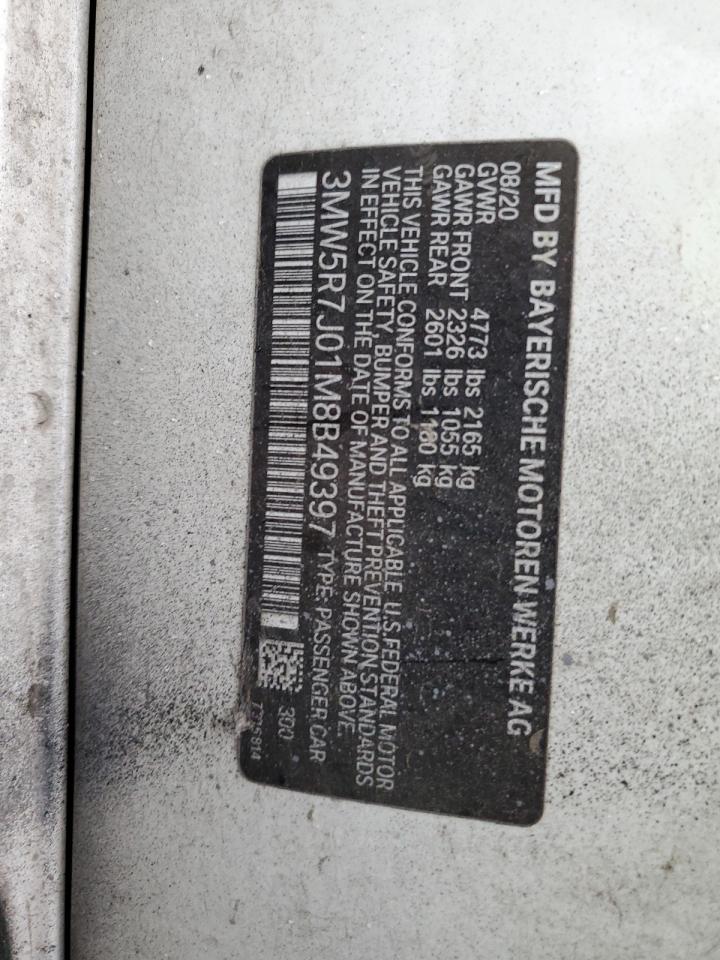 MFD BY BAYERISCHE MOTOREN WERKE AG
08/20
GVWR 4773 lbs 2165 kg
GAWR FRONT 2326 lbs 1055 kg
GAWR REAR 2601 lbs 1180 kg
THIS VEHICLE CONFORMS TO ALL APPLICABLE U.S. FEDERAL MOTOR
VEHICLE SAFETY, BUMPER AND THEFT PREVENTION STANDARDS
IN EFFECT ON THE DATE OF MANUFACTURE SHOWN ABOVE.
3MW5R7J01M8B49397 TYPE: PASSENGER CAR
300